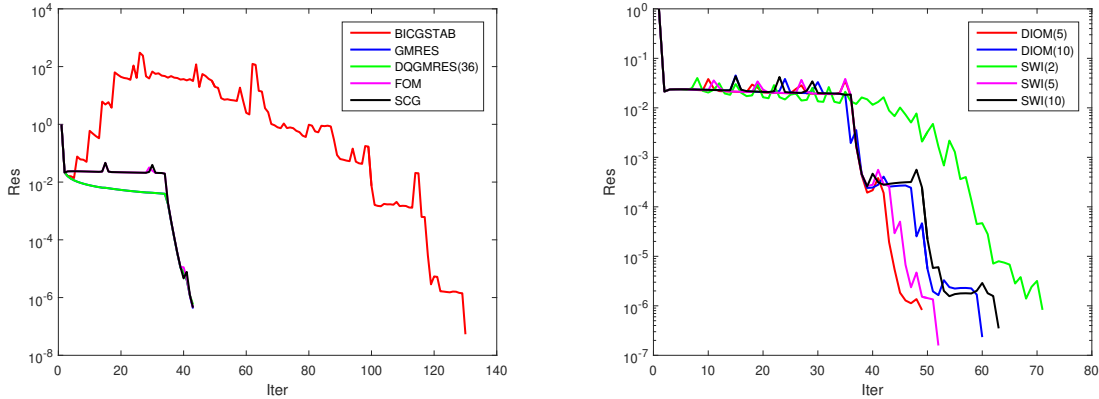 10^4
10^2
10^0
10^-2
10^-4
10^-6
10^-8
Res
0 20 40 60 80 100 120 140
Iter
BICGSTAB
GMRES
DQGMRES(36)
FOM
SCG
10^0
10^-1
10^-2
10^-3
10^-4
10^-5
10^-6
10^-7
Res
0 10 20 30 40 50 60 70 80
Iter
DIOM(5)
DIOM(10)
SWI(2)
SWI(5)
SWI(10)